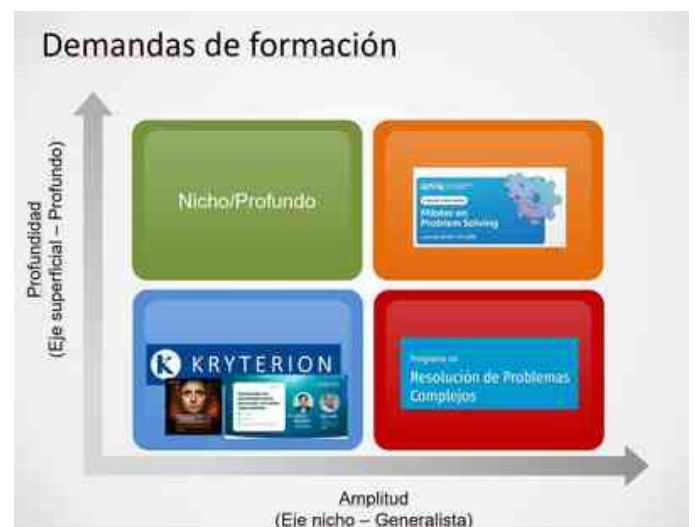 Demandas de formación
Profundidad
(Eje superficial – Profundo)
Nicho/Profundo
Máster en
Problem Solving
KRYTERION
Programa en
Resolución de Problemas
Complejos
Amplitud
(Eje nicho – Generalista)